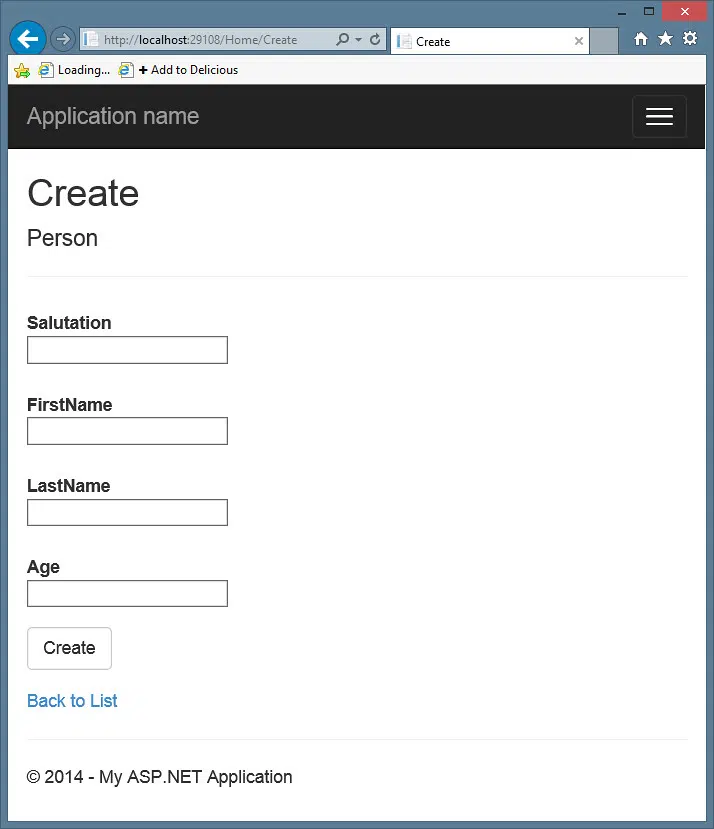 http://localhost:29108/Home/Create
Create
Loading...
+ Add to Delicious
Application name
Create
Person
Salutation
FirstName
LastName
Age
Create
Back to List
© 2014 - My ASP.NET Application